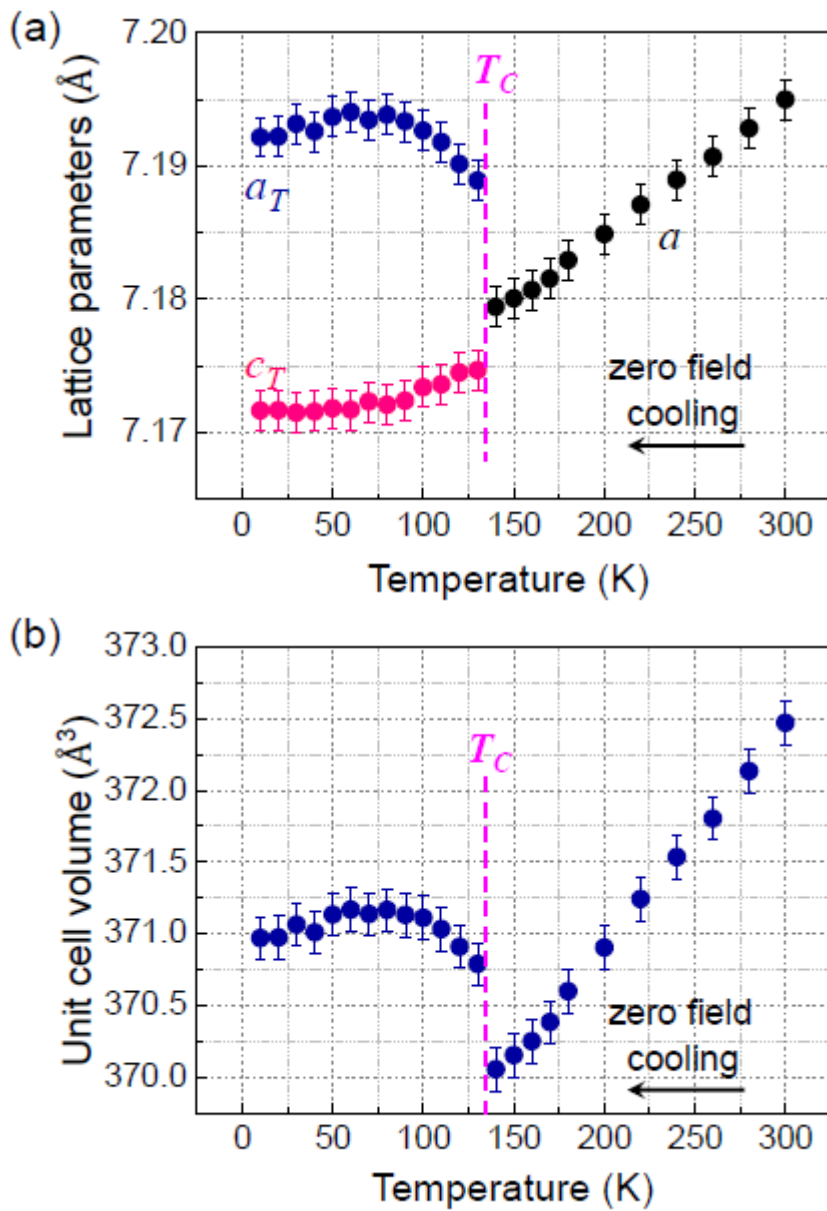 (a)
Lattice parameters (Å)
7.20
7.19
7.18
7.17
T_C
a_T
a
c_T
zero field
cooling
0 50 100 150 200 250 300
Temperature (K)
(b)
Unit cell volume (Å³)
373.0
372.5
372.0
371.5
371.0
370.5
370.0
T_C
zero field
cooling
0 50 100 150 200 250 300
Temperature (K)